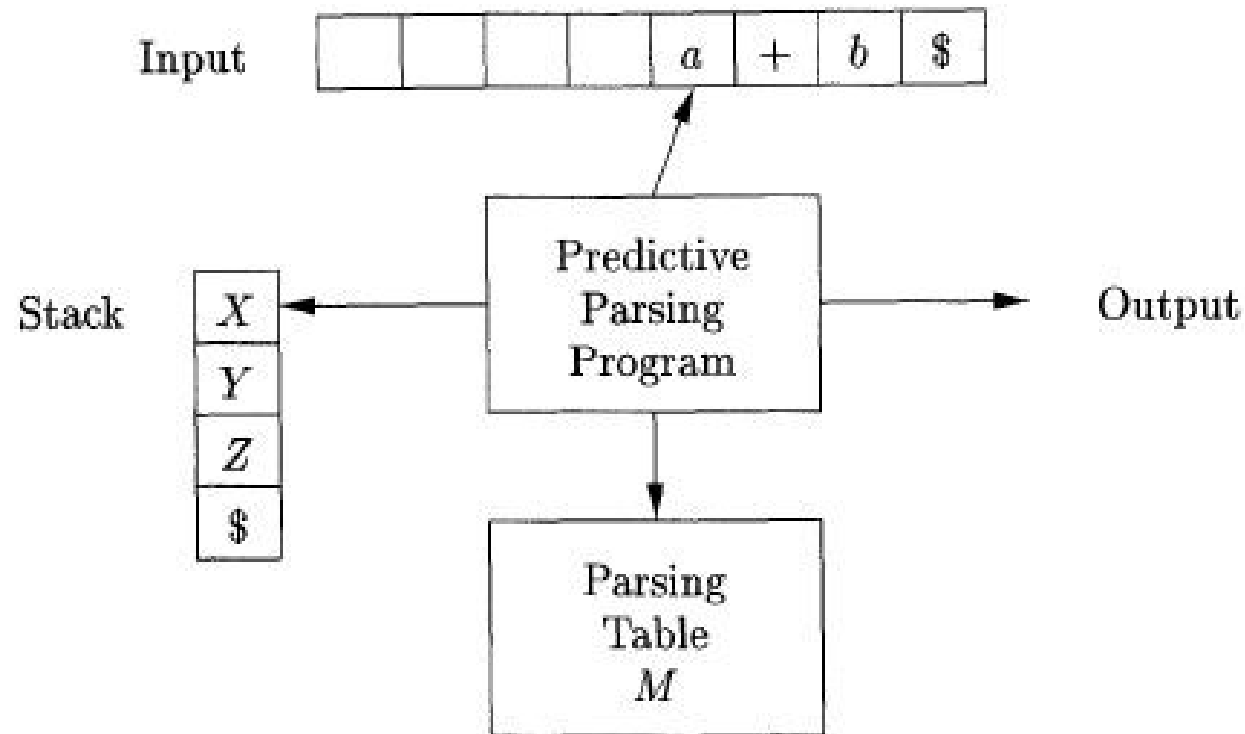 Input
a + b $
Predictive
Parsing
Program
Stack
X
Y
Z
$
Output
Parsing
Table
M